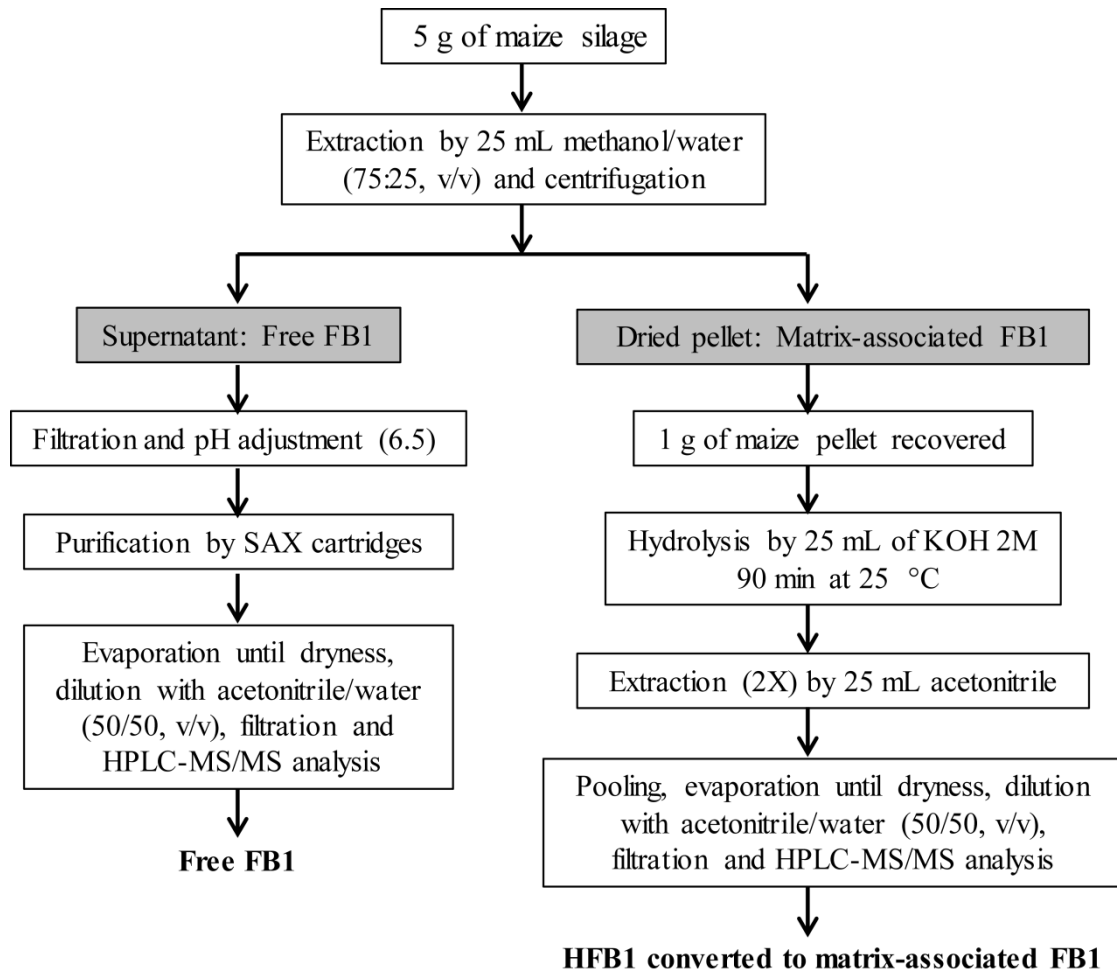 5 g of maize silage
Extraction by 25 mL methanol/water
(75:25, v/v) and centrifugation
Supernatant: Free FB1
Filtration and pH adjustment (6.5)
Purification by SAX cartridges
Evaporation until dryness,
dilution with acetonitrile/water
(50/50, v/v), filtration and
HPLC-MS/MS analysis
Free FB1
Dried pellet: Matrix-associated FB1
1 g of maize pellet recovered
Hydrolysis by 25 mL of KOH 2M
90 min at 25 °C
Extraction (2X) by 25 mL acetonitrile
Pooling, evaporation until dryness, dilution
with acetonitrile/water (50/50, v/v),
filtration and HPLC-MS/MS analysis
HFB1 converted to matrix-associated FB1